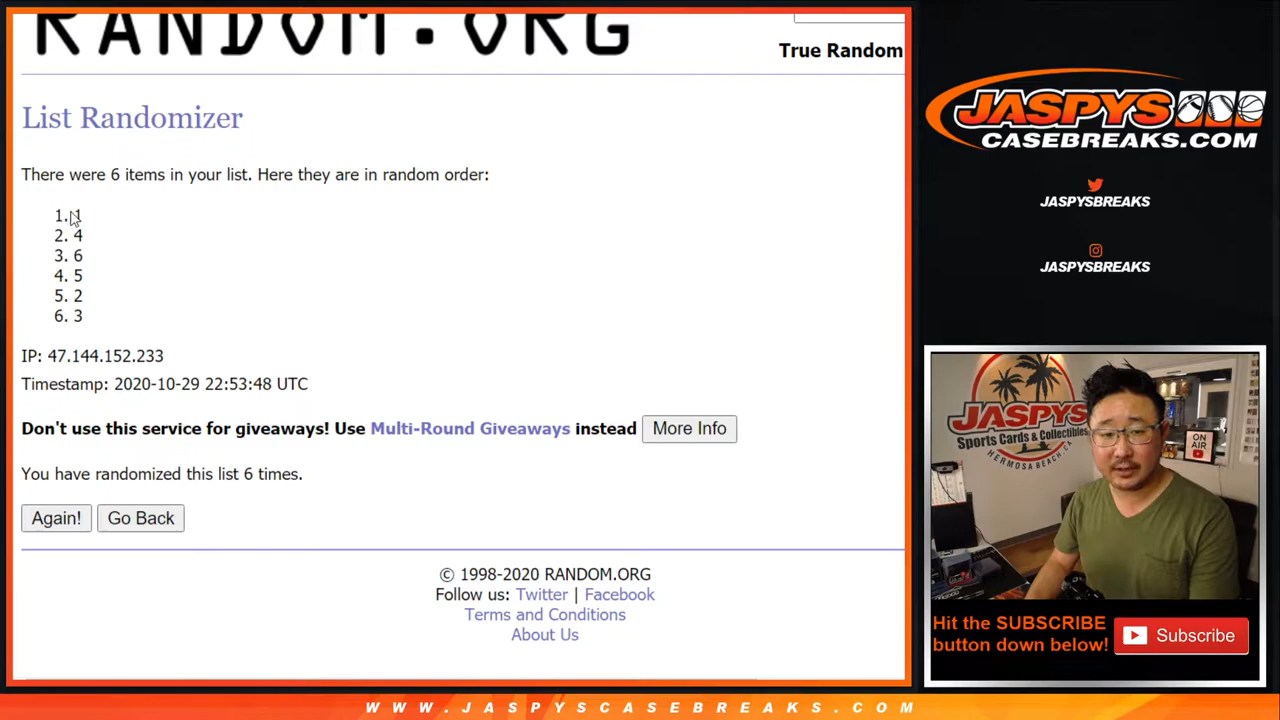 RANDOM.ORG
True Random
List Randomizer
There were 6 items in your list. Here they are in random order:
1. 1
2. 4
3. 6
4. 5
5. 2
6. 3
IP: 47.144.152.233
Timestamp: 2020-10-29 22:53:48 UTC
Don't use this service for giveaways! Use Multi-Round Giveaways instead More Info
You have randomized this list 6 times.
Again! Go Back
© 1998-2020 RANDOM.ORG
Follow us: Twitter | Facebook
Terms and Conditions
About Us
JASPYS
CASEBREAKS.COM
JASPYSBREAKS
JASPYSBREAKS
JASPYS
Sports Cards & Collectibles
HERMOSA BEACH, CA
ON
AIR
Hit the SUBSCRIBE
button down below!
Subscribe
WWW.JASPYSCASEBREAKS.COM